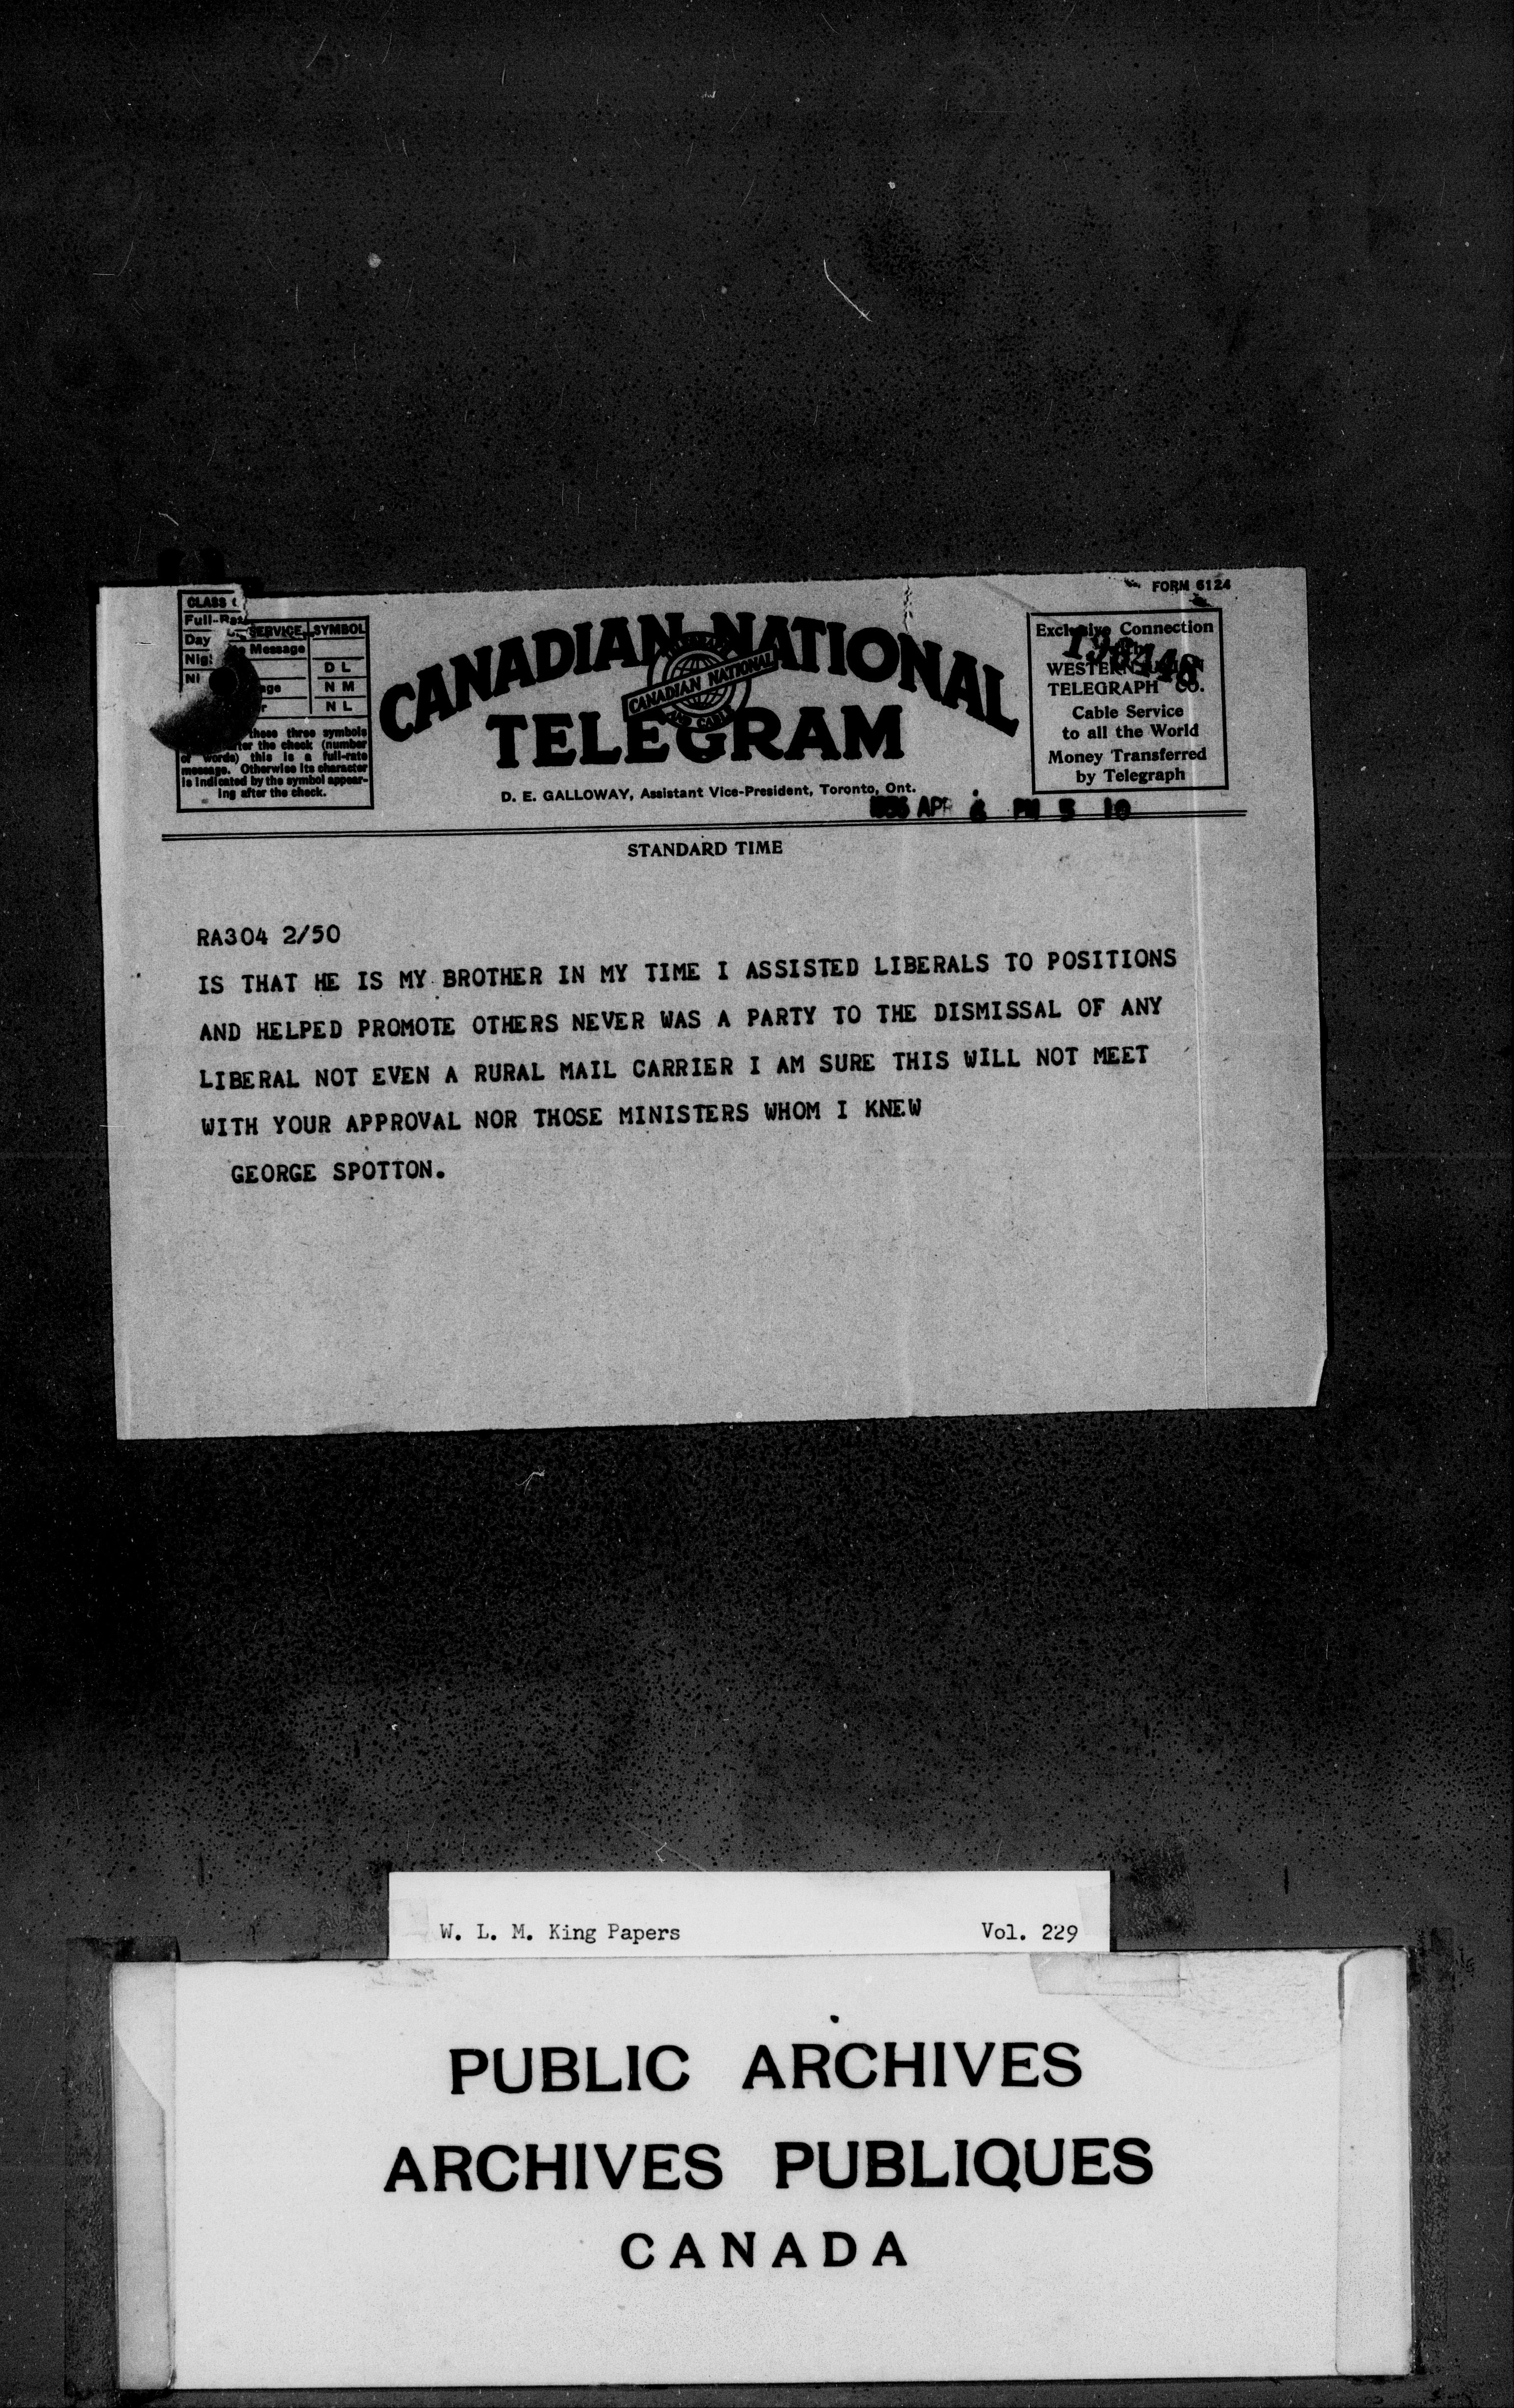 FORM 6124
CLASS
Full-Ra
Day
SERVICE SYMBOL
Message
D L
N M
N L
these three symbols
the check (number
of words) this is a full-rate
message. Otherwise its character
is indicated by the symbol appear-
ing after the check.
CANADIAN NATIONAL
CANADIAN NATIONAL
TELEGRAM
D. E. GALLOWAY, Assistant Vice-President, Toronto, Ont.
Exclusive Connection
WESTERN
TELEGRAPH CO.
Cable Service
to all the World
Money Transferred
by Telegraph
APR 6 PM 5 10
STANDARD TIME
RA304 2/50
IS THAT HE IS MY BROTHER IN MY TIME I ASSISTED LIBERALS TO POSITIONS
AND HELPED PROMOTE OTHERS NEVER WAS A PARTY TO THE DISMISSAL OF ANY
LIBERAL NOT EVEN A RURAL MAIL CARRIER I AM SURE THIS WILL NOT MEET
WITH YOUR APPROVAL NOR THOSE MINISTERS WHOM I KNEW
GEORGE SPOTTON.
W. L. M. King Papers Vol. 229
PUBLIC ARCHIVES
ARCHIVES PUBLIQUES
CANADA